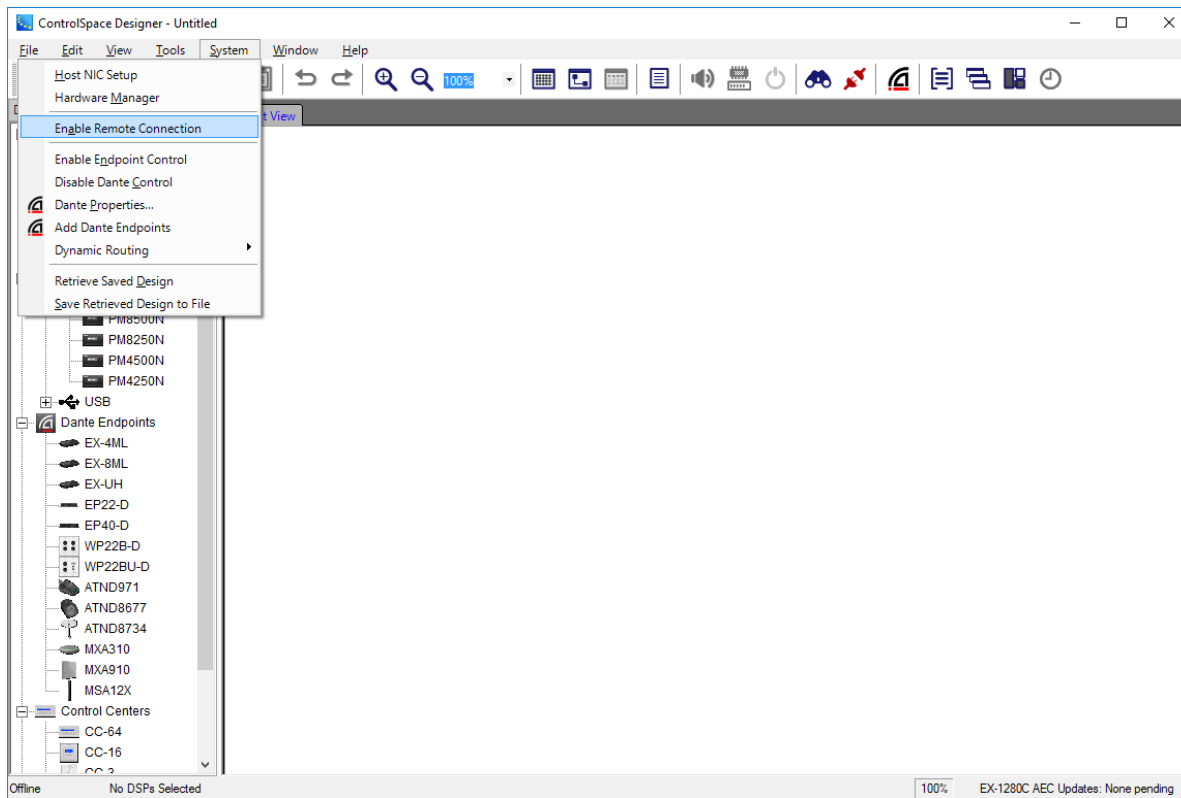 ControlSpace Designer - Untitled
File Edit View Tools System Window Help
100%
Host NIC Setup
Hardware Manager
Enable Remote Connection
Enable Endpoint Control
Disable Dante Control
Dante Properties...
Add Dante Endpoints
Dynamic Routing
Retrieve Saved Design
Save Retrieved Design to File
t View
PM8500N
PM8250N
PM4500N
PM4250N
USB
Dante Endpoints
EX-4ML
EX-8ML
EX-UH
EP22-D
EP40-D
WP22B-D
WP22BU-D
ATND971
ATND8677
ATND8734
MXA310
MXA910
MSA12X
Control Centers
CC-64
CC-16
CC-3
Offline No DSPs Selected 100% EX-1280C AEC Updates: None pending